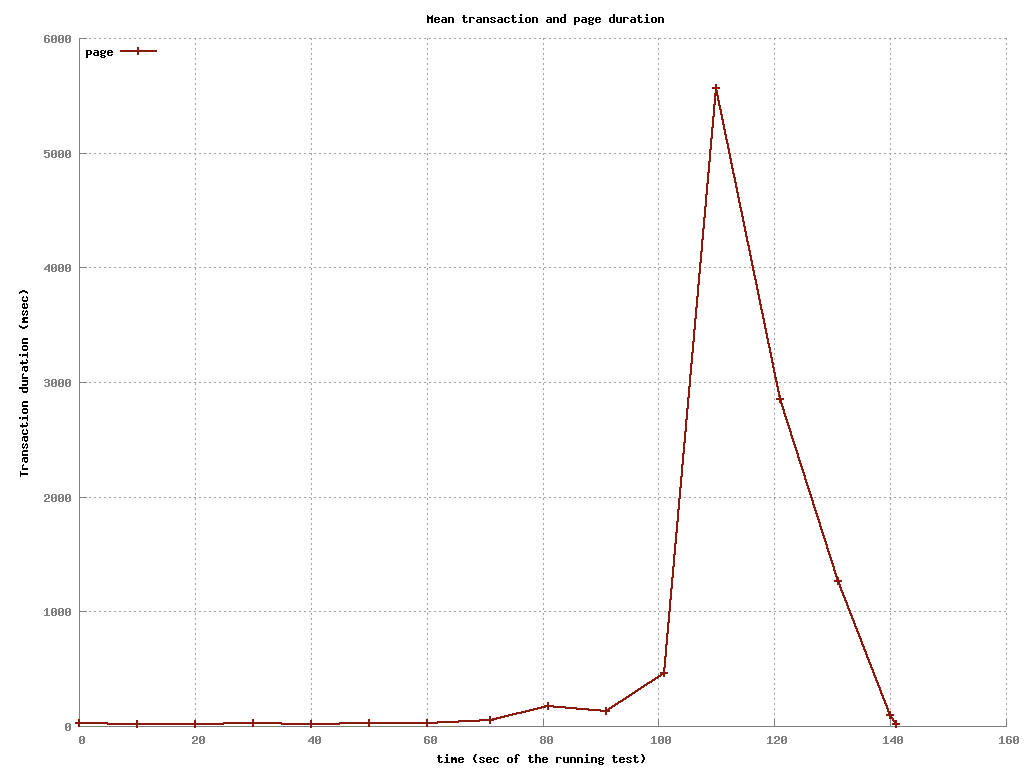 Mean transaction and page duration
page
6000
5000
4000
3000
2000
1000
0
Transaction duration (msec)
0 20 40 60 80 100 120 140 160
time (sec of the running test)